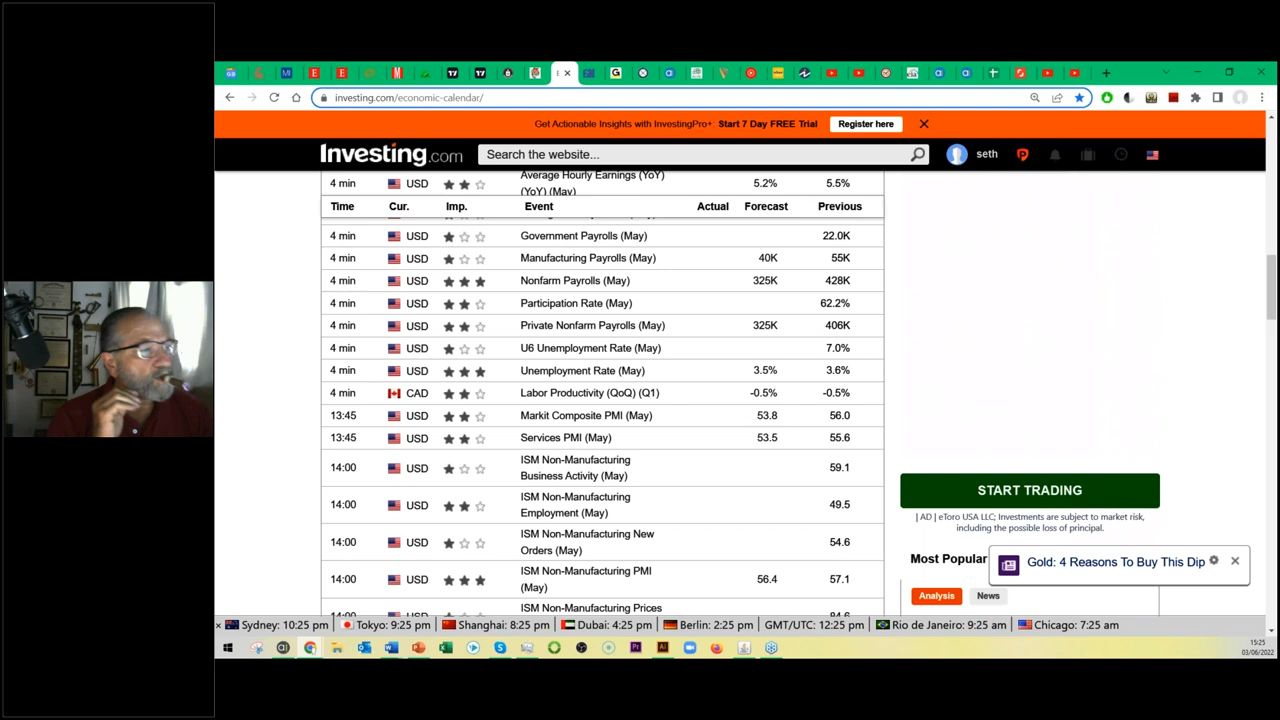 investing.com/economic-calendar/
Get Actionable Insights with InvestingPro+ Start 7 Day FREE Trial Register here
Investing.com Search the website... seth
4 min USD Average Hourly Earnings (YoY) 5.2% 5.5%
(YoY) (May)
Time Cur. Imp. Event Actual Forecast Previous
4 min USD Government Payrolls (May) 22.0K
4 min USD Manufacturing Payrolls (May) 40K 55K
4 min USD Nonfarm Payrolls (May) 325K 428K
4 min USD Participation Rate (May) 62.2%
4 min USD Private Nonfarm Payrolls (May) 325K 406K
4 min USD U6 Unemployment Rate (May) 7.0%
4 min USD Unemployment Rate (May) 3.5% 3.6%
4 min CAD Labor Productivity (QoQ) (Q1) -0.5% -0.5%
13:45 USD Markit Composite PMI (May) 53.8 56.0
13:45 USD Services PMI (May) 53.5 55.6
14:00 USD ISM Non-Manufacturing 59.1
Business Activity (May)
14:00 USD ISM Non-Manufacturing 49.5
Employment (May)
14:00 USD ISM Non-Manufacturing New 54.6
Orders (May)
14:00 USD ISM Non-Manufacturing PMI 56.4 57.1
(May)
14:00 USD ISM Non-Manufacturing Prices 84.6
START TRADING
| AD | eToro USA LLC; Investments are subject to market risk,
including the possible loss of principal.
Most Popular
Gold: 4 Reasons To Buy This Dip
Analysis News
Sydney: 10:25 pm Tokyo: 9:25 pm Shanghai: 8:25 pm Dubai: 4:25 pm Berlin: 2:25 pm GMT/UTC: 12:25 pm Rio de Janeiro: 9:25 am Chicago: 7:25 am
15:25
03/06/2022